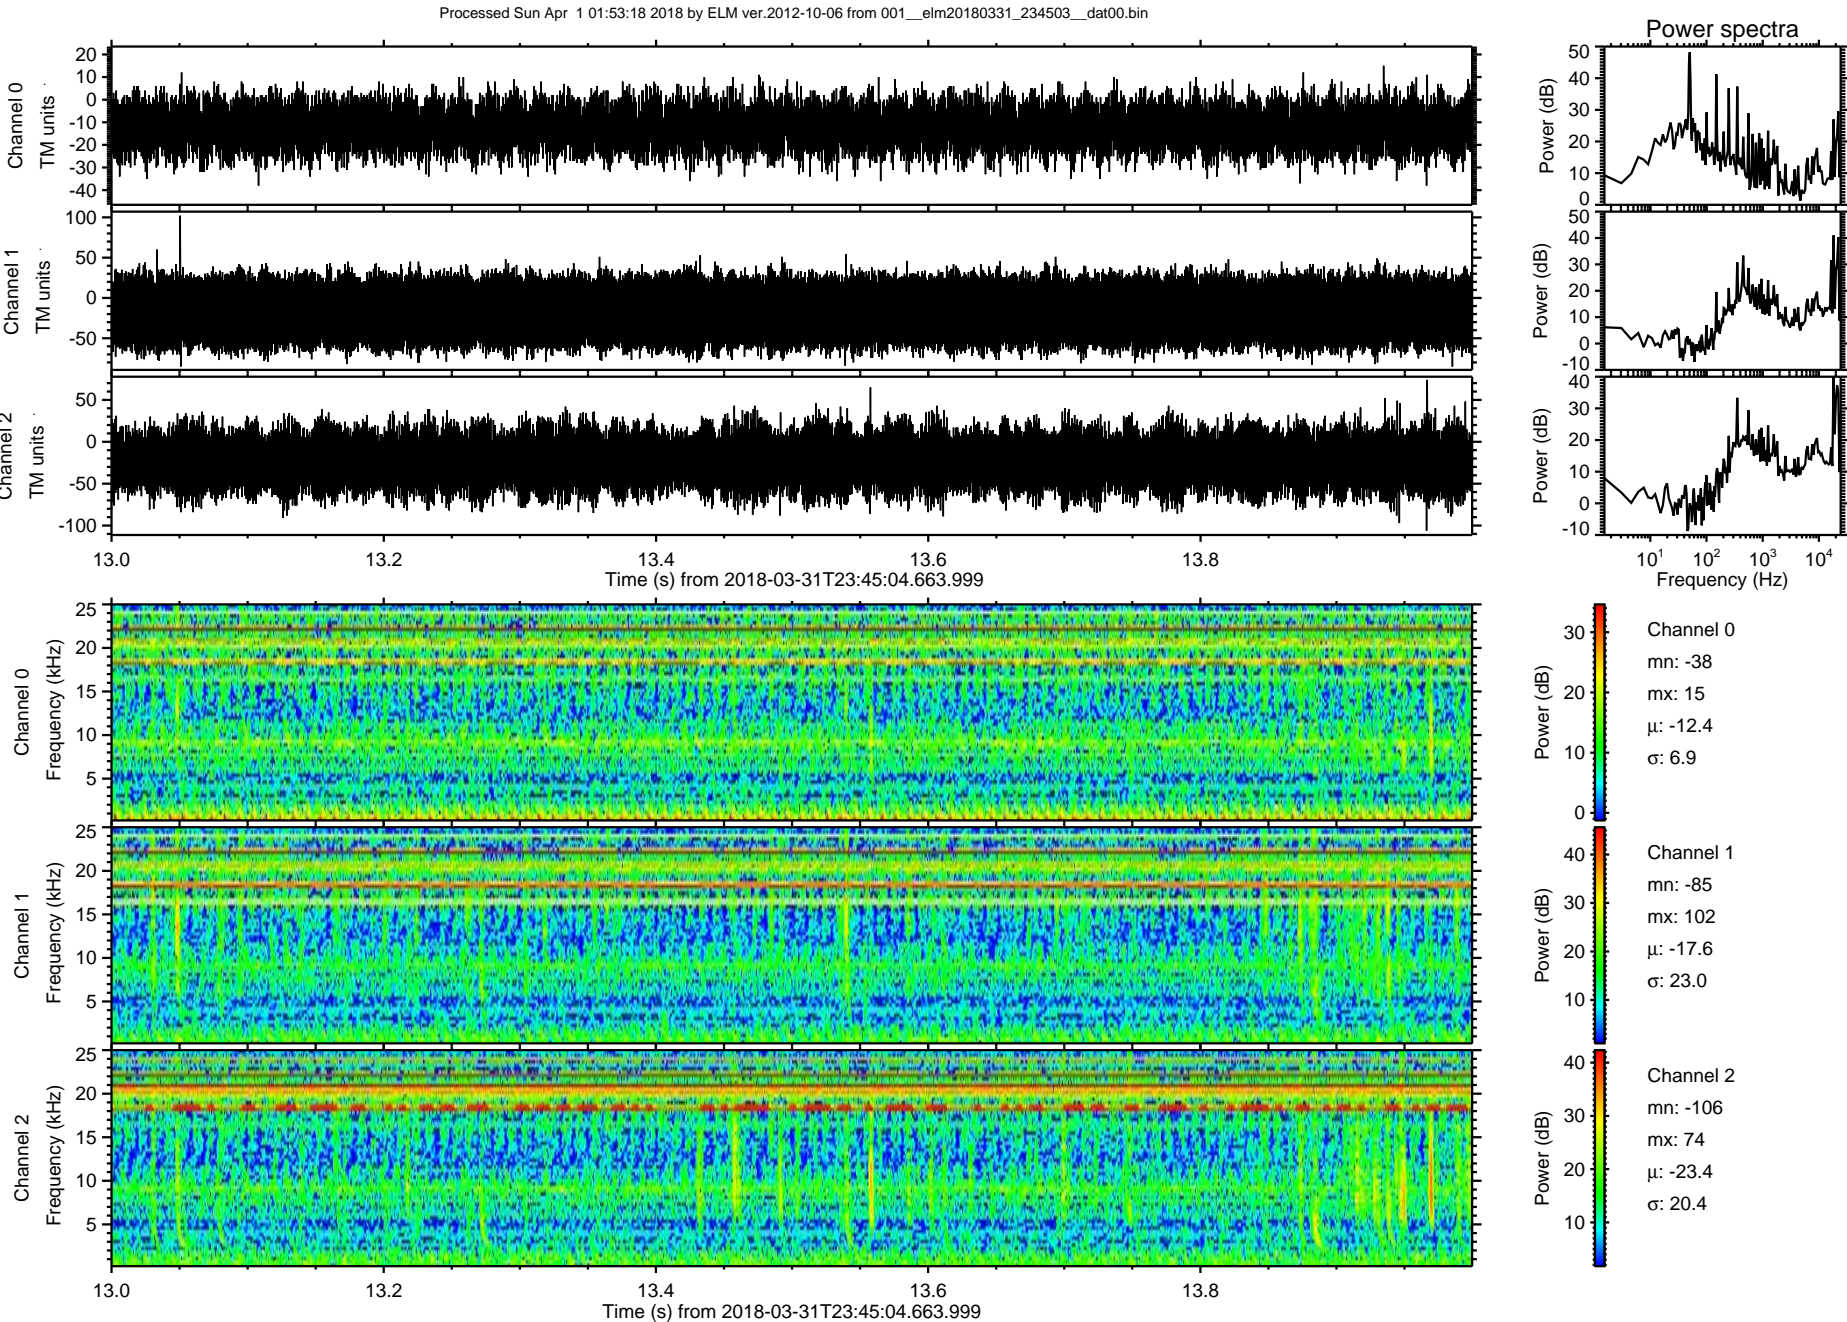 Processed Sun Apr  1 01:53:18 2018 by ELM ver.2012-10-06 from 001__elm20180331_234503__dat00.bin
Power spectra
Channel 0
TM units
20
10
0
-10
-20
-30
-40
Power (dB)
50
40
30
20
10
0
Channel 1
TM units
100
50
0
-50
Power (dB)
50
40
30
20
10
0
-10
Channel 2
TM units
50
0
-50
-100
Power (dB)
40
30
20
10
0
-10
13.0 13.2 13.4 13.6 13.8
Time (s) from 2018-03-31T23:45:04.663.999
10¹ 10² 10³ 10⁴
Frequency (Hz)
Channel 0
Frequency (kHz)
25
20
15
10
5
Power (dB)
30
20
10
0
Channel 0
mn: -38
mx: 15
μ: -12.4
σ: 6.9
Channel 1
Frequency (kHz)
25
20
15
10
5
Power (dB)
40
30
20
10
Channel 1
mn: -85
mx: 102
μ: -17.6
σ: 23.0
Channel 2
Frequency (kHz)
25
20
15
10
5
Power (dB)
40
30
20
10
Channel 2
mn: -106
mx: 74
μ: -23.4
σ: 20.4
13.0 13.2 13.4 13.6 13.8
Time (s) from 2018-03-31T23:45:04.663.999